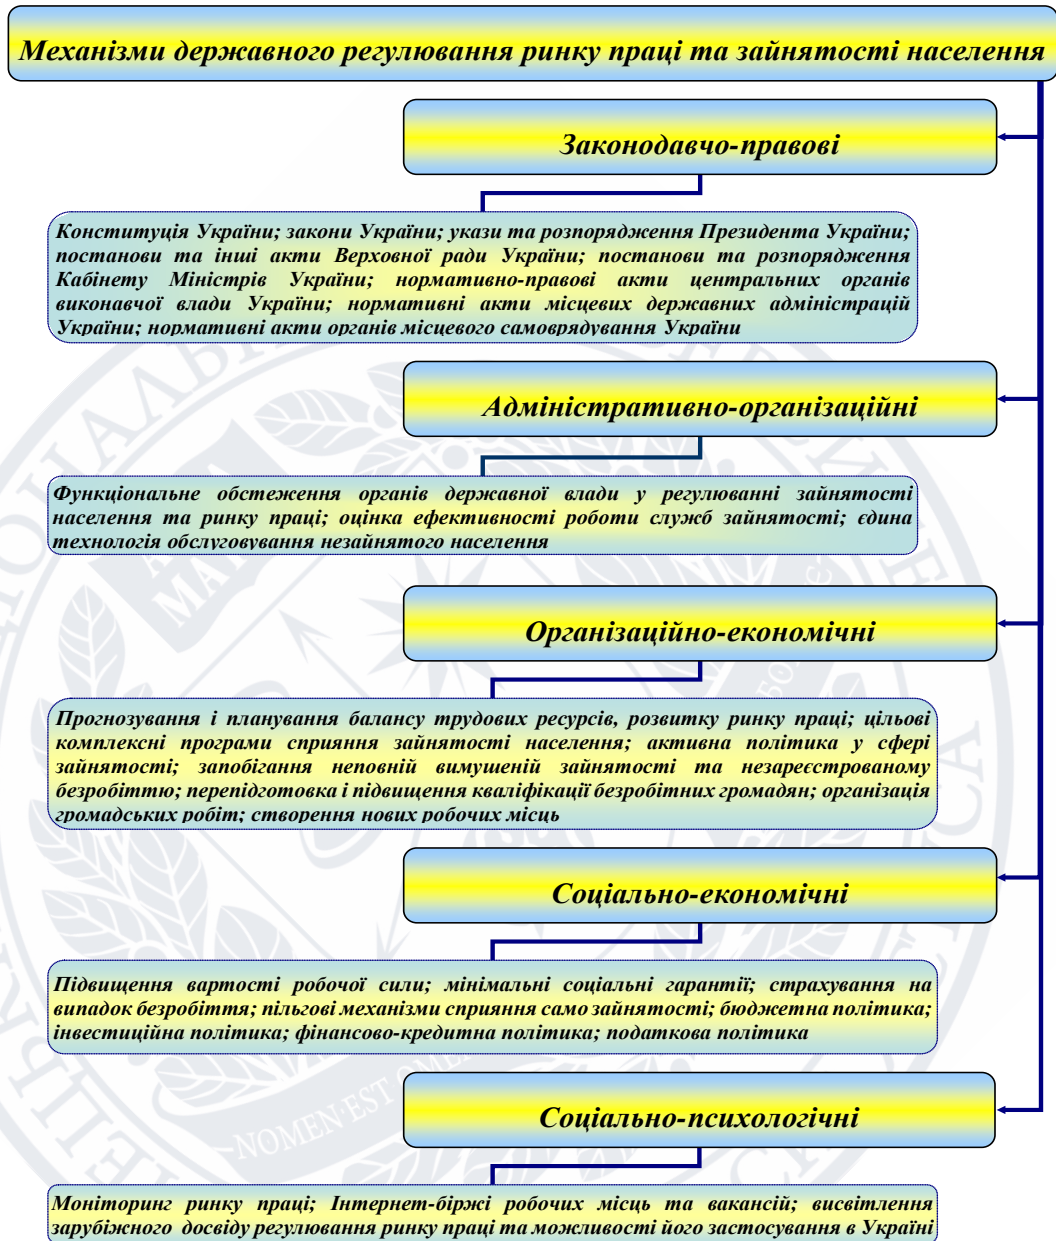 Механізми державного регулювання ринку праці та зайнятості населення
Законодавчо-правові
Конституція України; закони України; укази та розпорядження Президента України;
постанови та інші акти Верховної ради України; постанови та розпорядження
Кабінету Міністрів України; нормативно-правові акти центральних органів
виконавчої влади України; нормативні акти місцевих державних адміністрацій
України; нормативні акти органів місцевого самоврядування України
Адміністративно-організаційні
Функціональне обстеження органів державної влади у регулюванні зайнятості
населення та ринку праці; оцінка ефективності роботи служб зайнятості; єдина
технологія обслуговування незайнятого населення
Організаційно-економічні
Прогнозування і планування балансу трудових ресурсів, розвитку ринку праці; цільові
комплексні програми сприяння зайнятості населення; активна політика у сфері
зайнятості; запобігання неповній вимушеній зайнятості та незареєстрованому
безробіттю; перепідготовка і підвищення кваліфікації безробітних громадян; організація
громадських робіт; створення нових робочих місць
Соціально-економічні
Підвищення вартості робочої сили; мінімальні соціальні гарантії; страхування на
випадок безробіття; пільгові механізми сприяння само зайнятості; бюджетна політика;
інвестиційна політика; фінансово-кредитна політика; податкова політика
NOMEN·EST
Соціально-психологічні
Моніторинг ринку праці; Інтернет-біржі робочих місць та вакансій; висвітлення
зарубіжного досвіду регулювання ринку праці та можливості його застосування в Україні